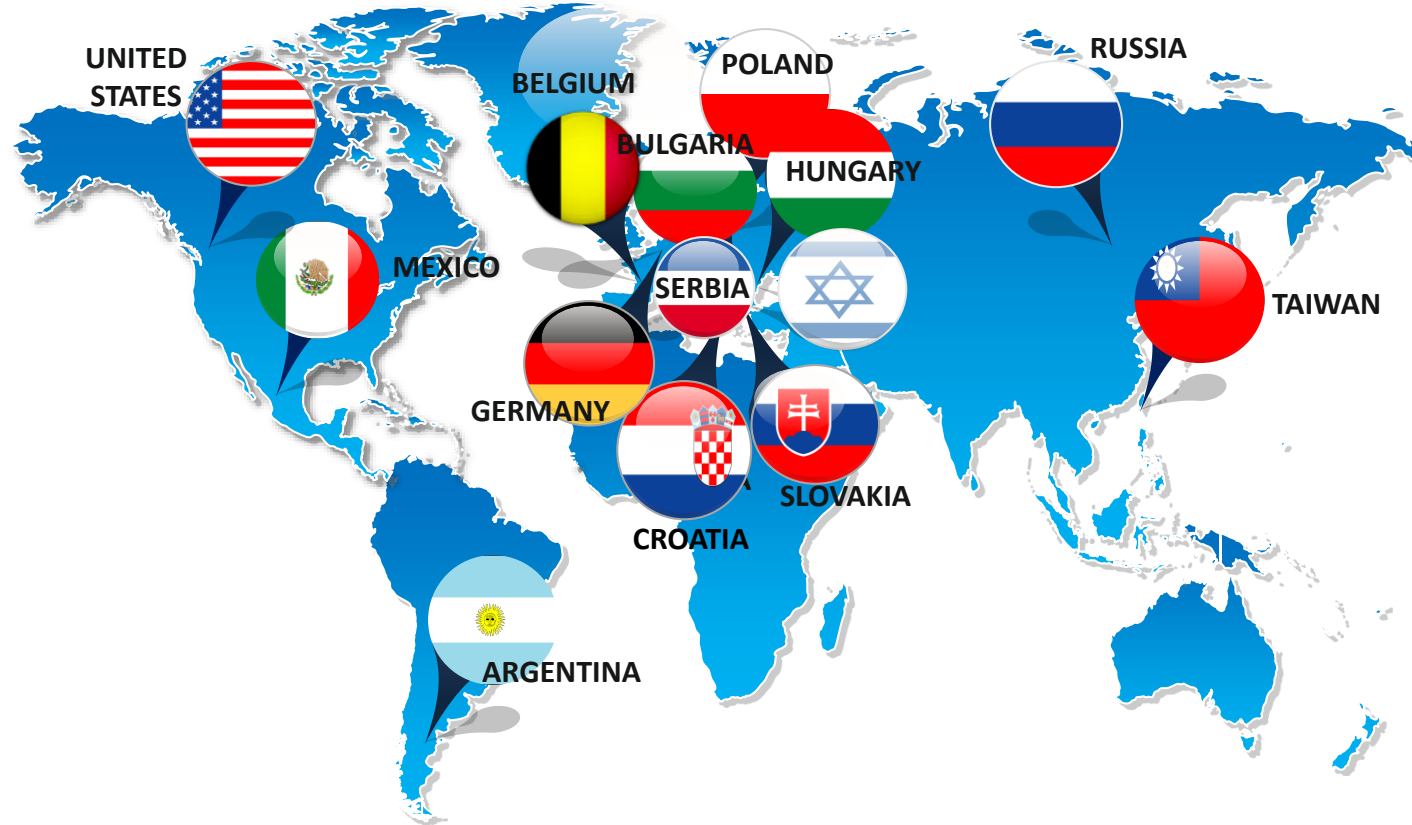 UNITED
STATES
BELGIUM
POLAND
RUSSIA
BULGARIA
HUNGARY
MEXICO
SERBIA
TAIWAN
GERMANY
SLOVAKIA
CROATIA
ARGENTINA